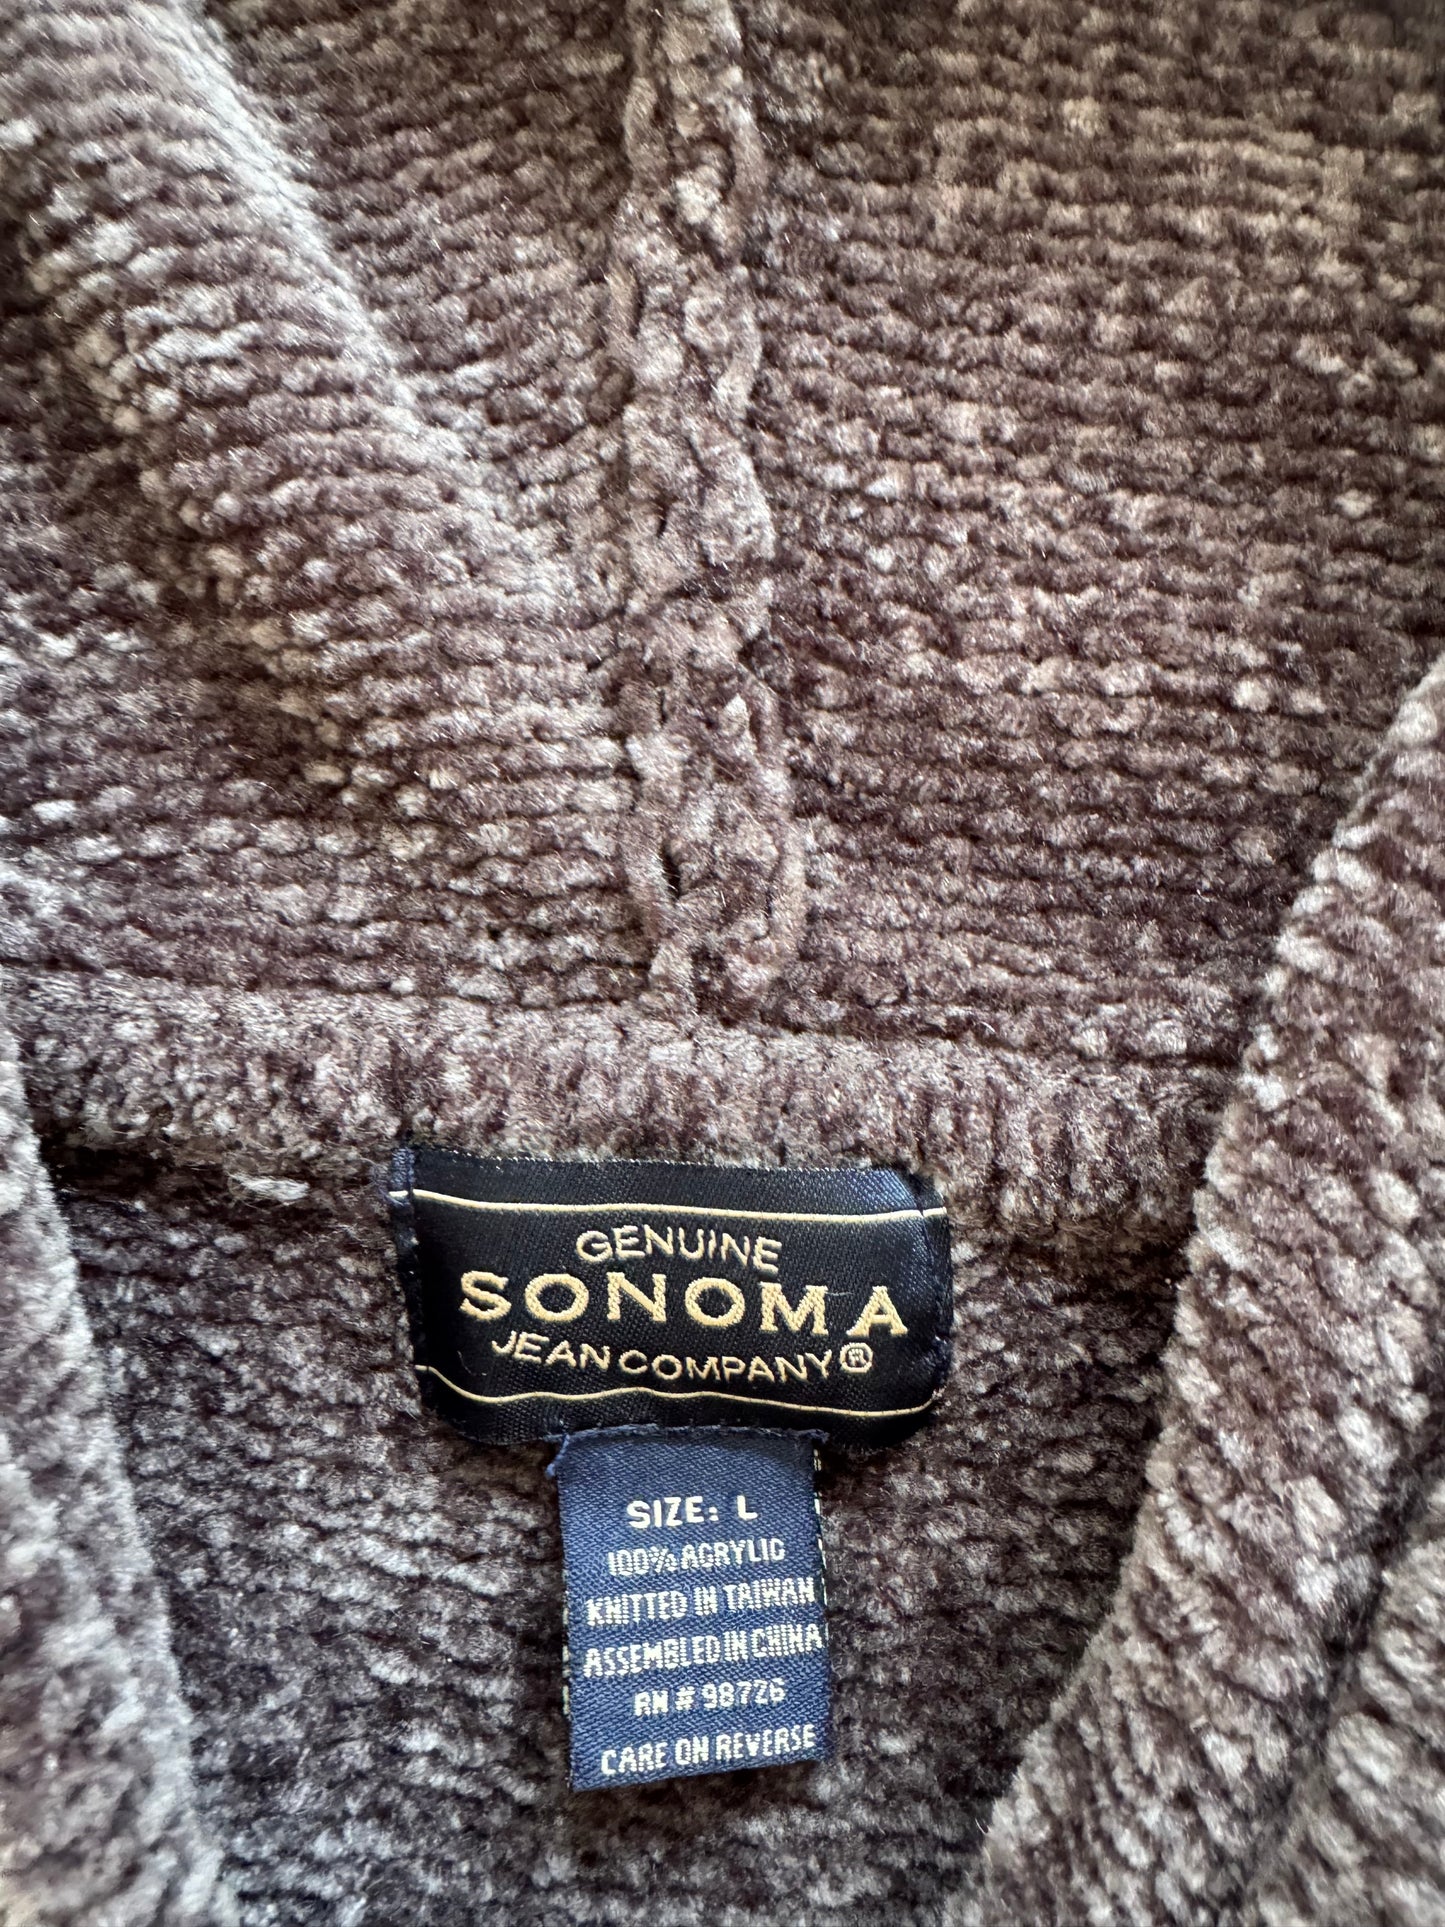 GENUINE
SONOMA
JEAN COMPANY®
SIZE: L
100% ACRYLIC
KNITTED IN TAIWAN
ASSEMBLED IN CHINA
RN # 98726
CARE ON REVERSE